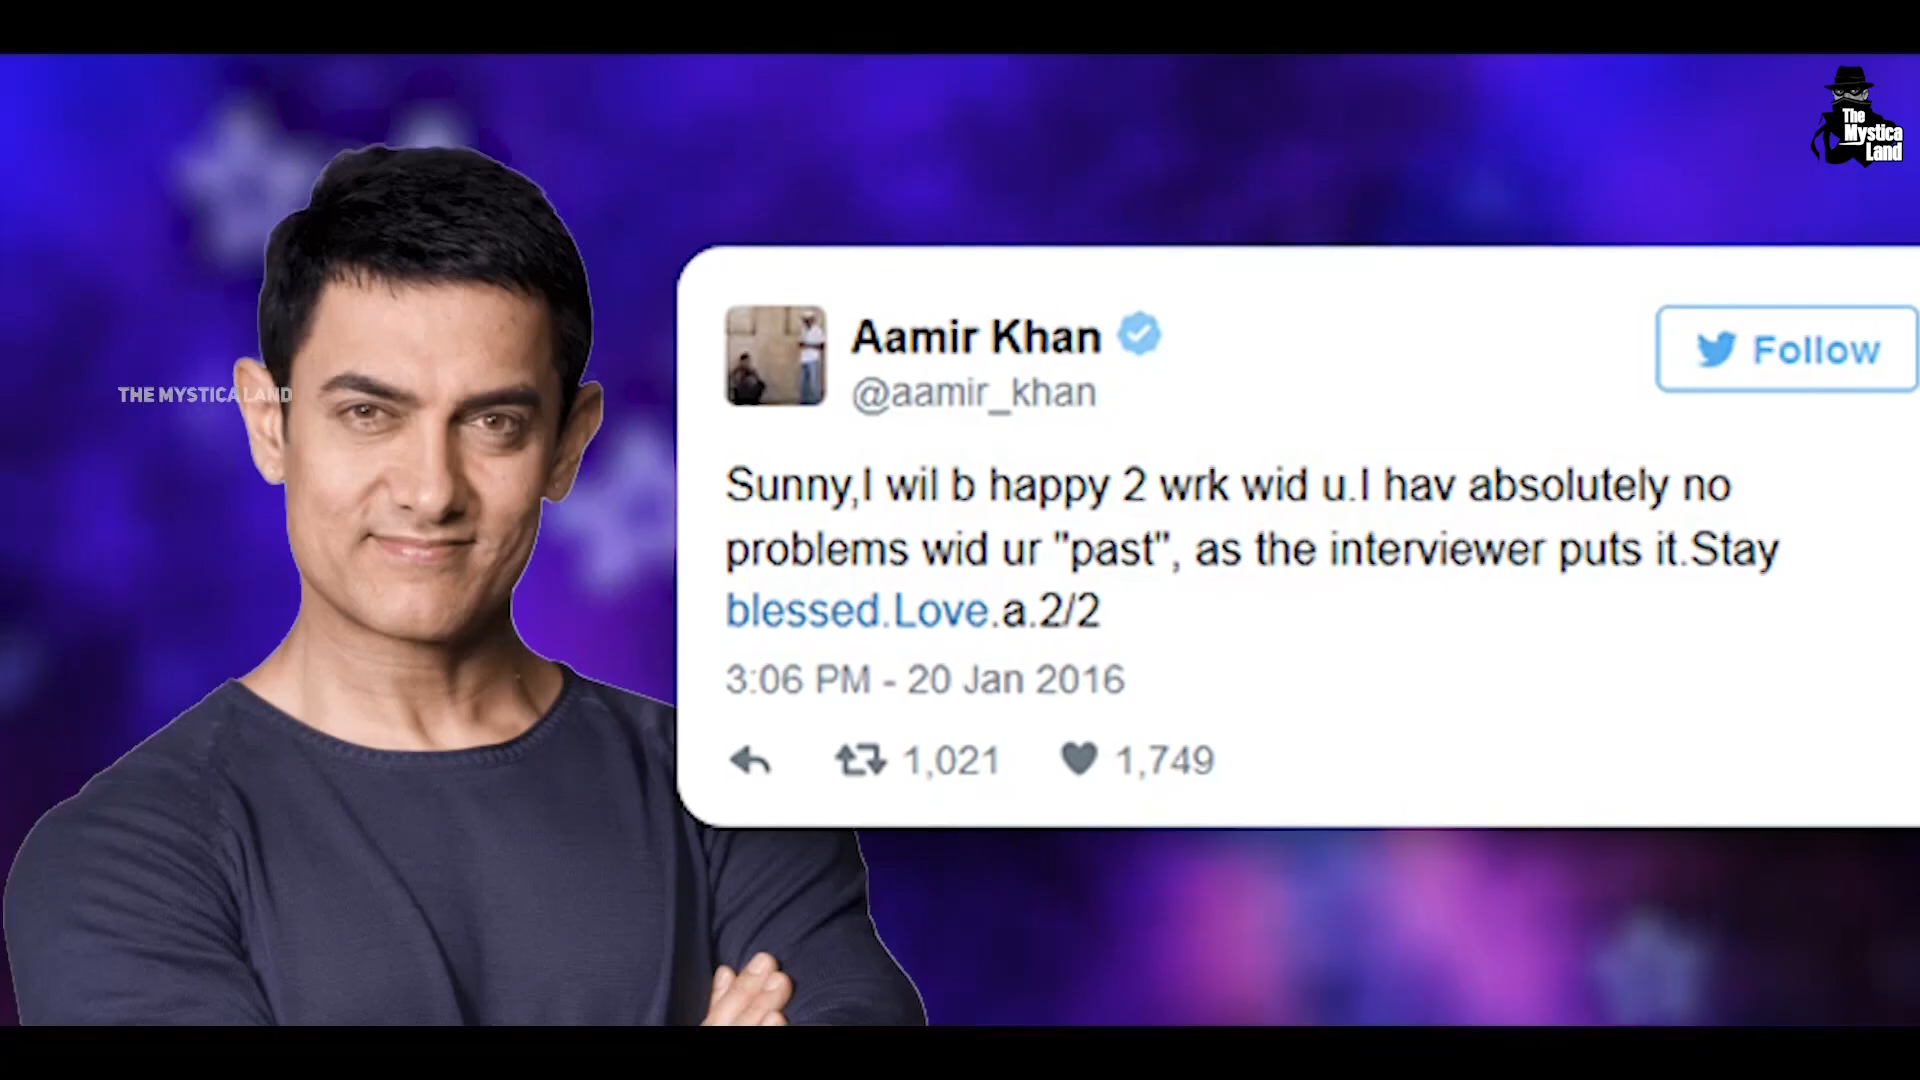 The
Mystica
Land
THE MYSTICA LAND
Aamir Khan
@aamir_khan
Follow
Sunny,I wil b happy 2 wrk wid u.I hav absolutely no
problems wid ur "past", as the interviewer puts it.Stay
blessed.Love.a.2/2
3:06 PM - 20 Jan 2016
1,021 1,749